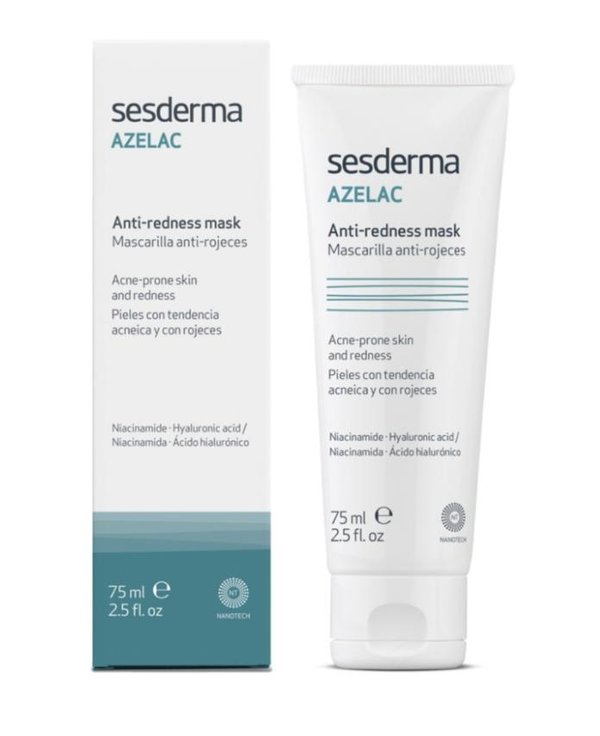 sesderma
AZELAC
Anti-redness mask
Mascarilla anti-rojeces
Acne-prone skin
and redness
Pieles con tendencia
acneica y con rojeces
Niacinamide · Hyaluronic acid /
Niacinamida · Ácido hialurónico
75 ml e
2.5 fl. oz
NT
NANOTECH
sesderma
AZELAC
Anti-redness mask
Mascarilla anti-rojeces
Acne-prone skin
and redness
Pieles con tendencia
acneica y con rojeces
Niacinamide · Hyaluronic acid /
Niacinamida · Ácido hialurónico
75 ml e
2.5 fl. oz
NT
NANOTECH